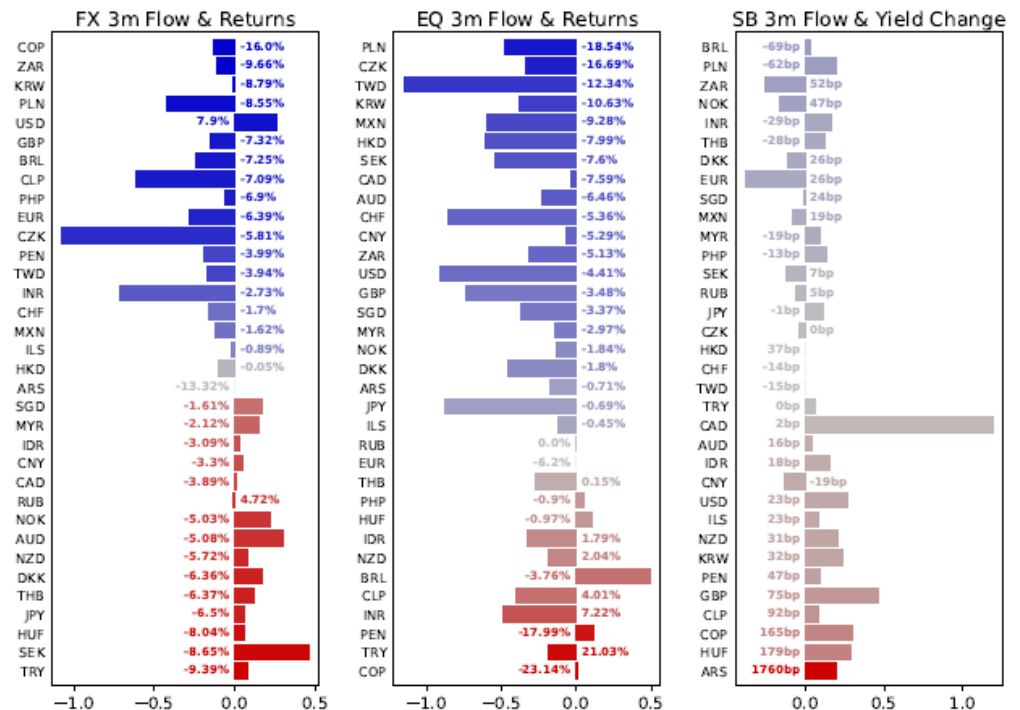 FX 3m Flow & Returns
COP -16.0%
ZAR -9.66%
KRW -8.79%
PLN -8.55%
USD 7.9%
GBP -7.32%
BRL -7.25%
CLP -7.09%
PHP -6.9%
EUR -6.39%
CZK -5.81%
PEN -3.99%
TWD -3.94%
INR -2.73%
CHF -1.7%
MXN -1.62%
ILS -0.89%
HKD -0.05%
ARS -13.32%
SGD -1.61%
MYR -2.12%
IDR -3.09%
CNY -3.3%
CAD -3.89%
RUB 4.72%
NOK -5.03%
AUD -5.08%
NZD -5.72%
DKK -6.36%
THB -6.37%
JPY -6.5%
HUF -8.04%
SEK -8.65%
TRY -9.39%
−1.0 −0.5 0.0 0.5
EQ 3m Flow & Returns
PLN -18.54%
CZK -16.69%
TWD -12.34%
KRW -10.63%
MXN -9.28%
HKD -7.99%
SEK -7.6%
CAD -7.59%
AUD -6.46%
CHF -5.36%
CNY -5.29%
ZAR -5.13%
USD -4.41%
GBP -3.48%
SGD -3.37%
MYR -2.97%
NOK -1.84%
DKK -1.8%
ARS -0.71%
JPY -0.69%
ILS -0.45%
RUB 0.0%
EUR -6.2%
THB 0.15%
PHP -0.9%
HUF -0.97%
IDR 1.79%
NZD 2.04%
BRL -3.76%
CLP 4.01%
INR 7.22%
PEN -17.99%
TRY 21.03%
COP -23.14%
−1.0 −0.5 0.0 0.5
SB 3m Flow & Yield Change
BRL -69bp
PLN -62bp
ZAR 52bp
NOK 47bp
INR -29bp
THB -28bp
DKK 26bp
EUR 26bp
SGD 24bp
MXN 19bp
MYR -19bp
PHP -13bp
SEK 7bp
RUB 5bp
JPY -1bp
CZK 0bp
HKD 37bp
CHF -14bp
TWD -15bp
TRY 0bp
CAD 2bp
AUD 16bp
IDR 18bp
CNY -19bp
USD 23bp
ILS 23bp
NZD 31bp
KRW 32bp
PEN 47bp
GBP 75bp
CLP 92bp
COP 165bp
HUF 179bp
ARS 1760bp
0.0 0.5 1.0